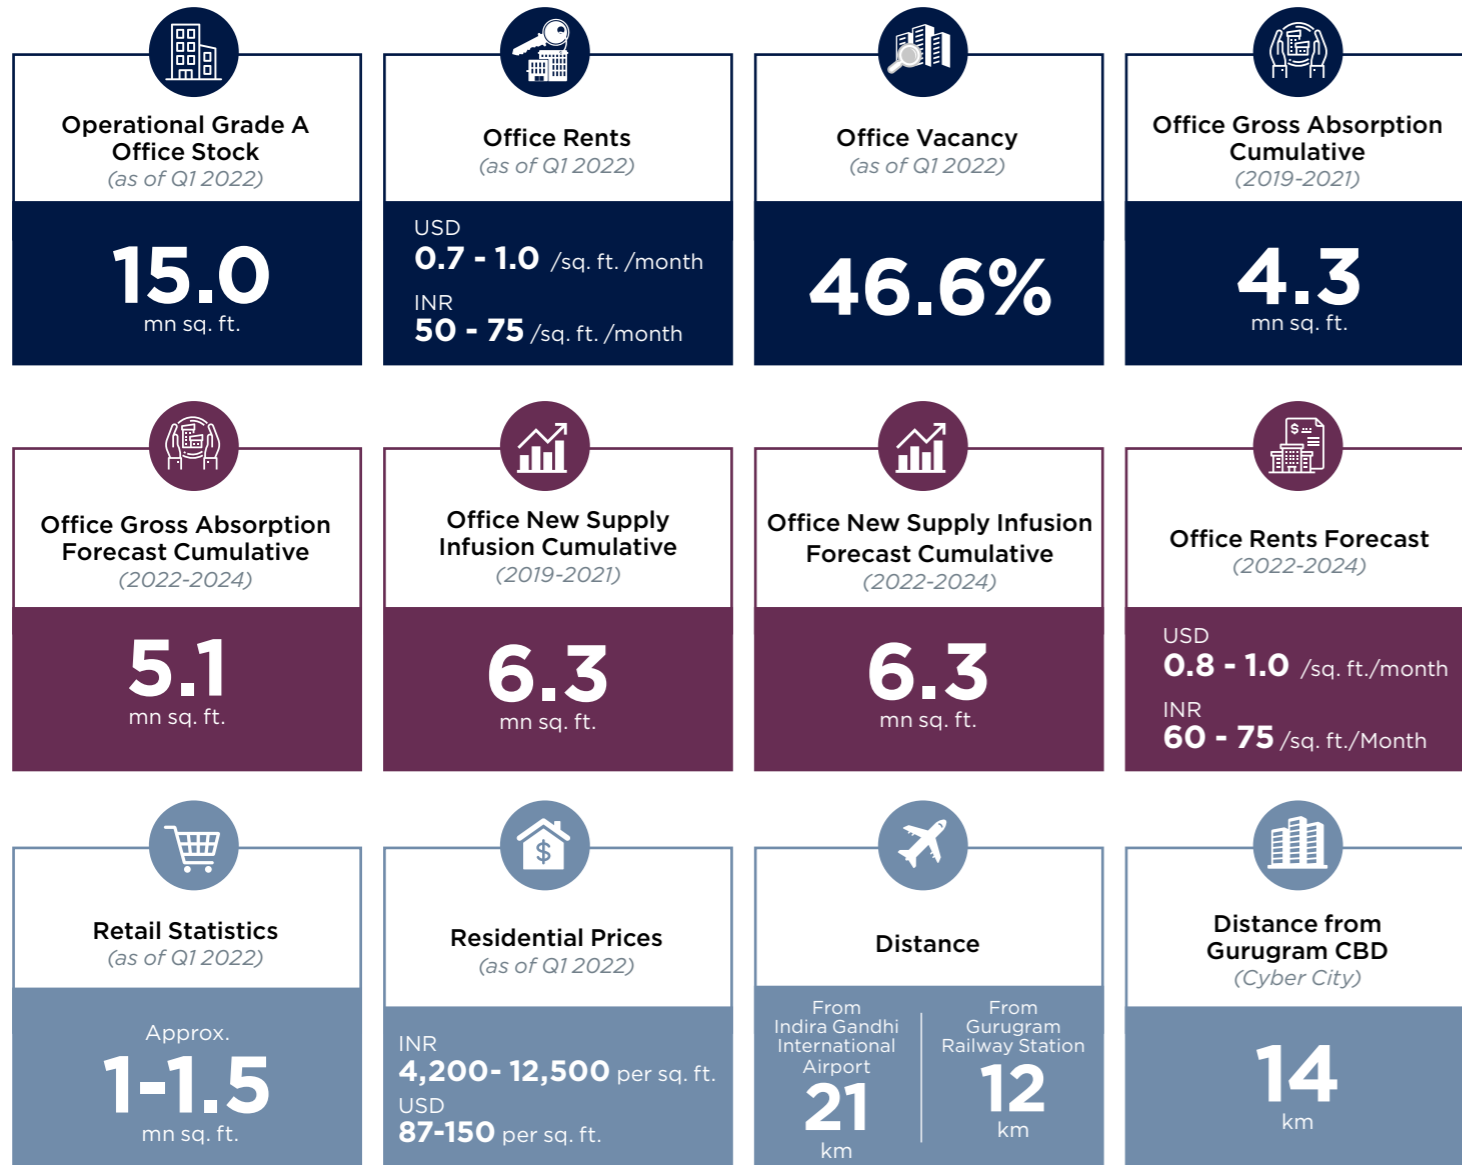 Operational Grade A
Office Stock
(as of Q1 2022)
15.0
mn sq. ft.
Office Rents
(as of Q1 2022)
USD
0.7 - 1.0 /sq. ft. /month
INR
50 - 75 /sq. ft. /month
Office Vacancy
(as of Q1 2022)
46.6%
Office Gross Absorption
Cumulative
(2019-2021)
4.3
mn sq. ft.
Office Gross Absorption
Forecast Cumulative
(2022-2024)
5.1
mn sq. ft.
Office New Supply
Infusion Cumulative
(2019-2021)
6.3
mn sq. ft.
Office New Supply Infusion
Forecast Cumulative
(2022-2024)
6.3
mn sq. ft.
Office Rents Forecast
(2022-2024)
USD
0.8 - 1.0 /sq. ft./month
INR
60 - 75 /sq. ft./Month
Retail Statistics
(as of Q1 2022)
Approx.
1-1.5
mn sq. ft.
Residential Prices
(as of Q1 2022)
INR
4,200- 12,500 per sq. ft.
USD
87-150 per sq. ft.
Distance
From
Indira Gandhi
International
Airport
21
km
From
Gurugram
Railway Station
12
km
Distance from
Gurugram CBD
(Cyber City)
14
km